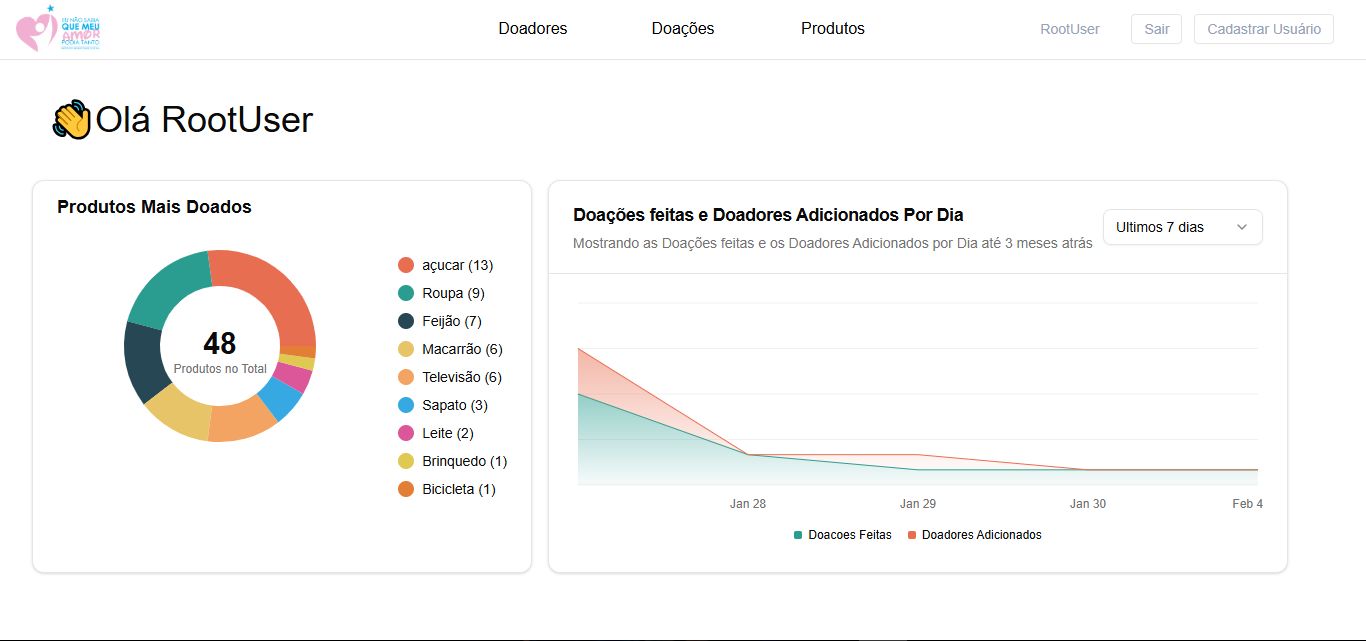 EU NÃO SABIA
QUE MEU
AMOR
PODIA TANTO
Doadores
Doações
Produtos
RootUser
Sair
Cadastrar Usuário
Olá RootUser
Produtos Mais Doados
48
Produtos no Total
açucar (13)
Roupa (9)
Feijão (7)
Macarrão (6)
Televisão (6)
Sapato (3)
Leite (2)
Brinquedo (1)
Bicicleta (1)
Doações feitas e Doadores Adicionados Por Dia
Mostrando as Doações feitas e os Doadores Adicionados por Dia até 3 meses atrás
Ultimos 7 dias
Jan 28
Jan 29
Jan 30
Feb 4
Doacoes Feitas
Doadores Adicionados